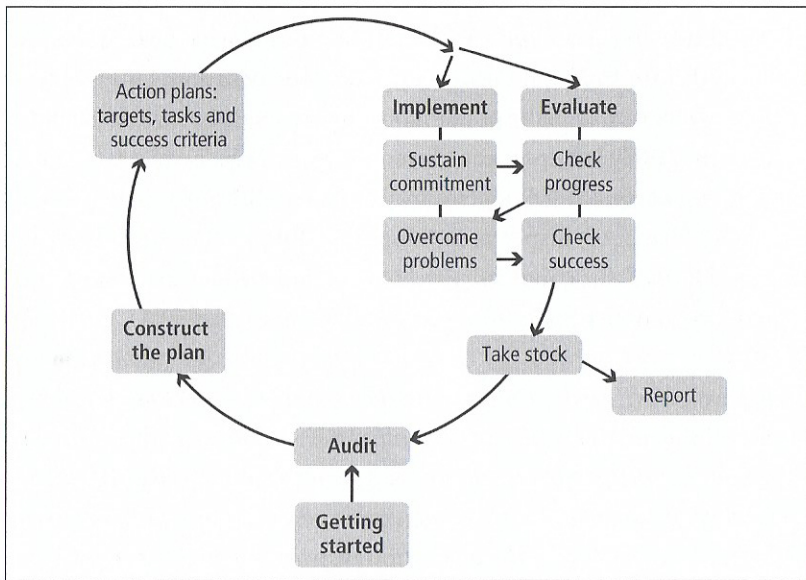 Action plans:
targets, tasks and
success criteria
Implement
Evaluate
Sustain
commitment
Check
progress
Overcome
problems
Check
success
Construct
the plan
Take stock
Report
Audit
Getting
started